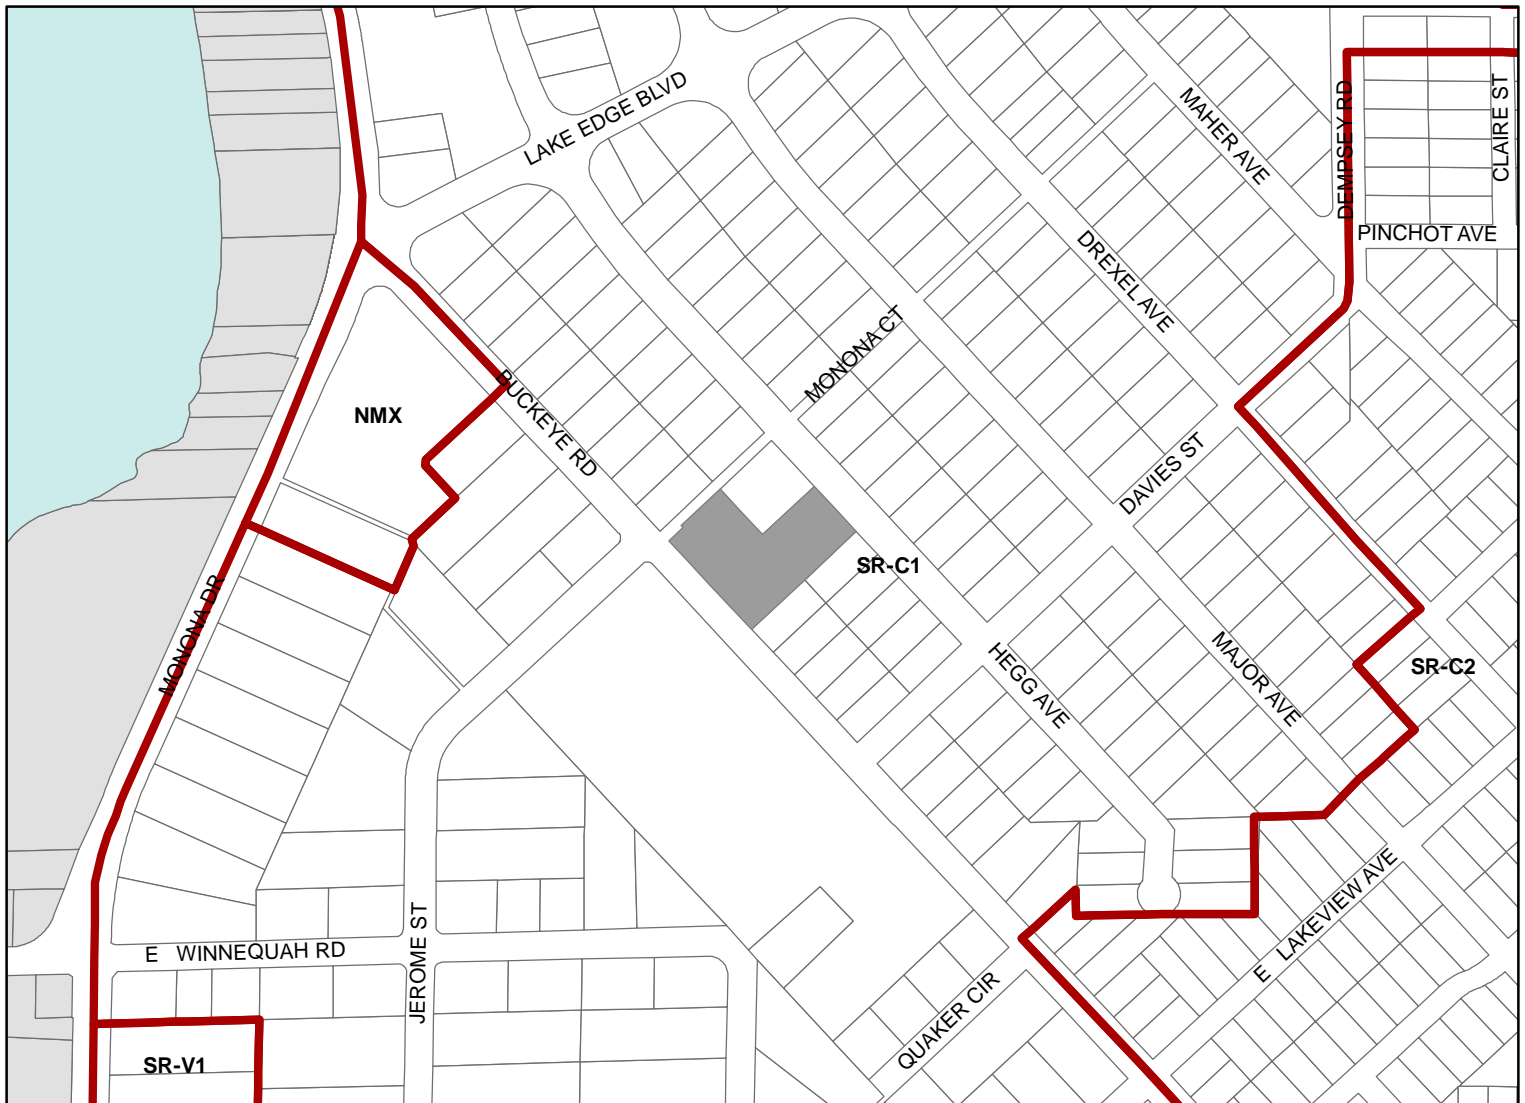 LAKE EDGE BLVD
MAHER AVE
DEMPSEY RD
CLAIRE ST
PINCHOT AVE
DREXEL AVE
MONONA CT
NMX
BUCKEYE RD
DAVIES ST
SR-C1
MONONA DR
HEGG AVE
MAJOR AVE
SR-C2
E LAKEVIEW AVE
E WINNEQUAH RD
JEROME ST
QUAKER CIR
SR-V1